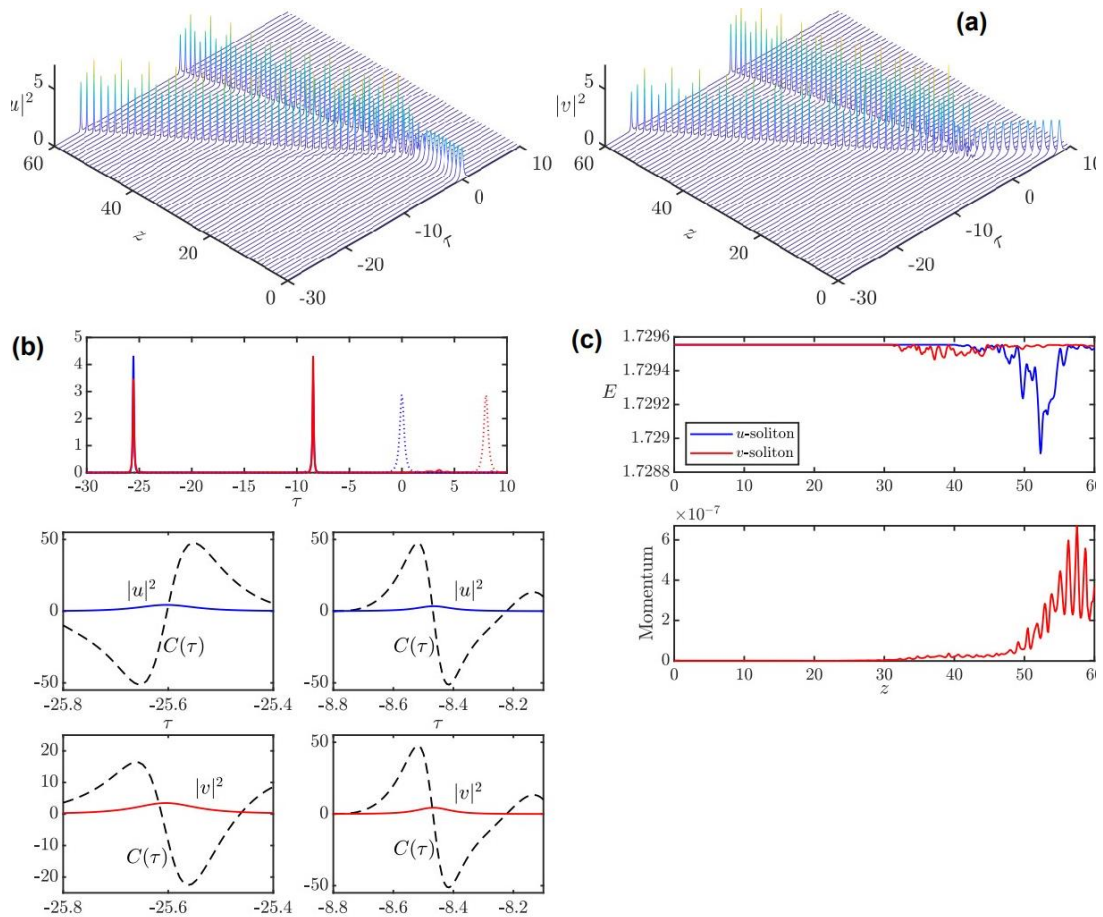 (a)
5
u|²
0
60
40
z
20
0
-30
-20
-10
τ
0
10
5
|v|²
0
60
40
z
20
0
-30
-20
-10
τ
0
10
(b)
5
4
3
2
1
0
-30 -25 -20 -15 -10 -5 0 5 10
τ
50
0
-50
|u|²
C(τ)
-25.8 -25.6 -25.4
τ
50
0
-50
|u|²
C(τ)
-8.8 -8.6 -8.4 -8.2
τ
20
10
0
-10
-20
|v|²
C(τ)
-25.8 -25.6 -25.4
50
0
-50
|v|²
C(τ)
-8.8 -8.6 -8.4 -8.2
(c)
1.7296
1.7294
E
1.7292
1.729
1.7288
u-soliton
v-soliton
0 10 20 30 40 50 60
×10⁻⁷
6
4
2
0
Momentum
0 10 20 30 40 50 60
z